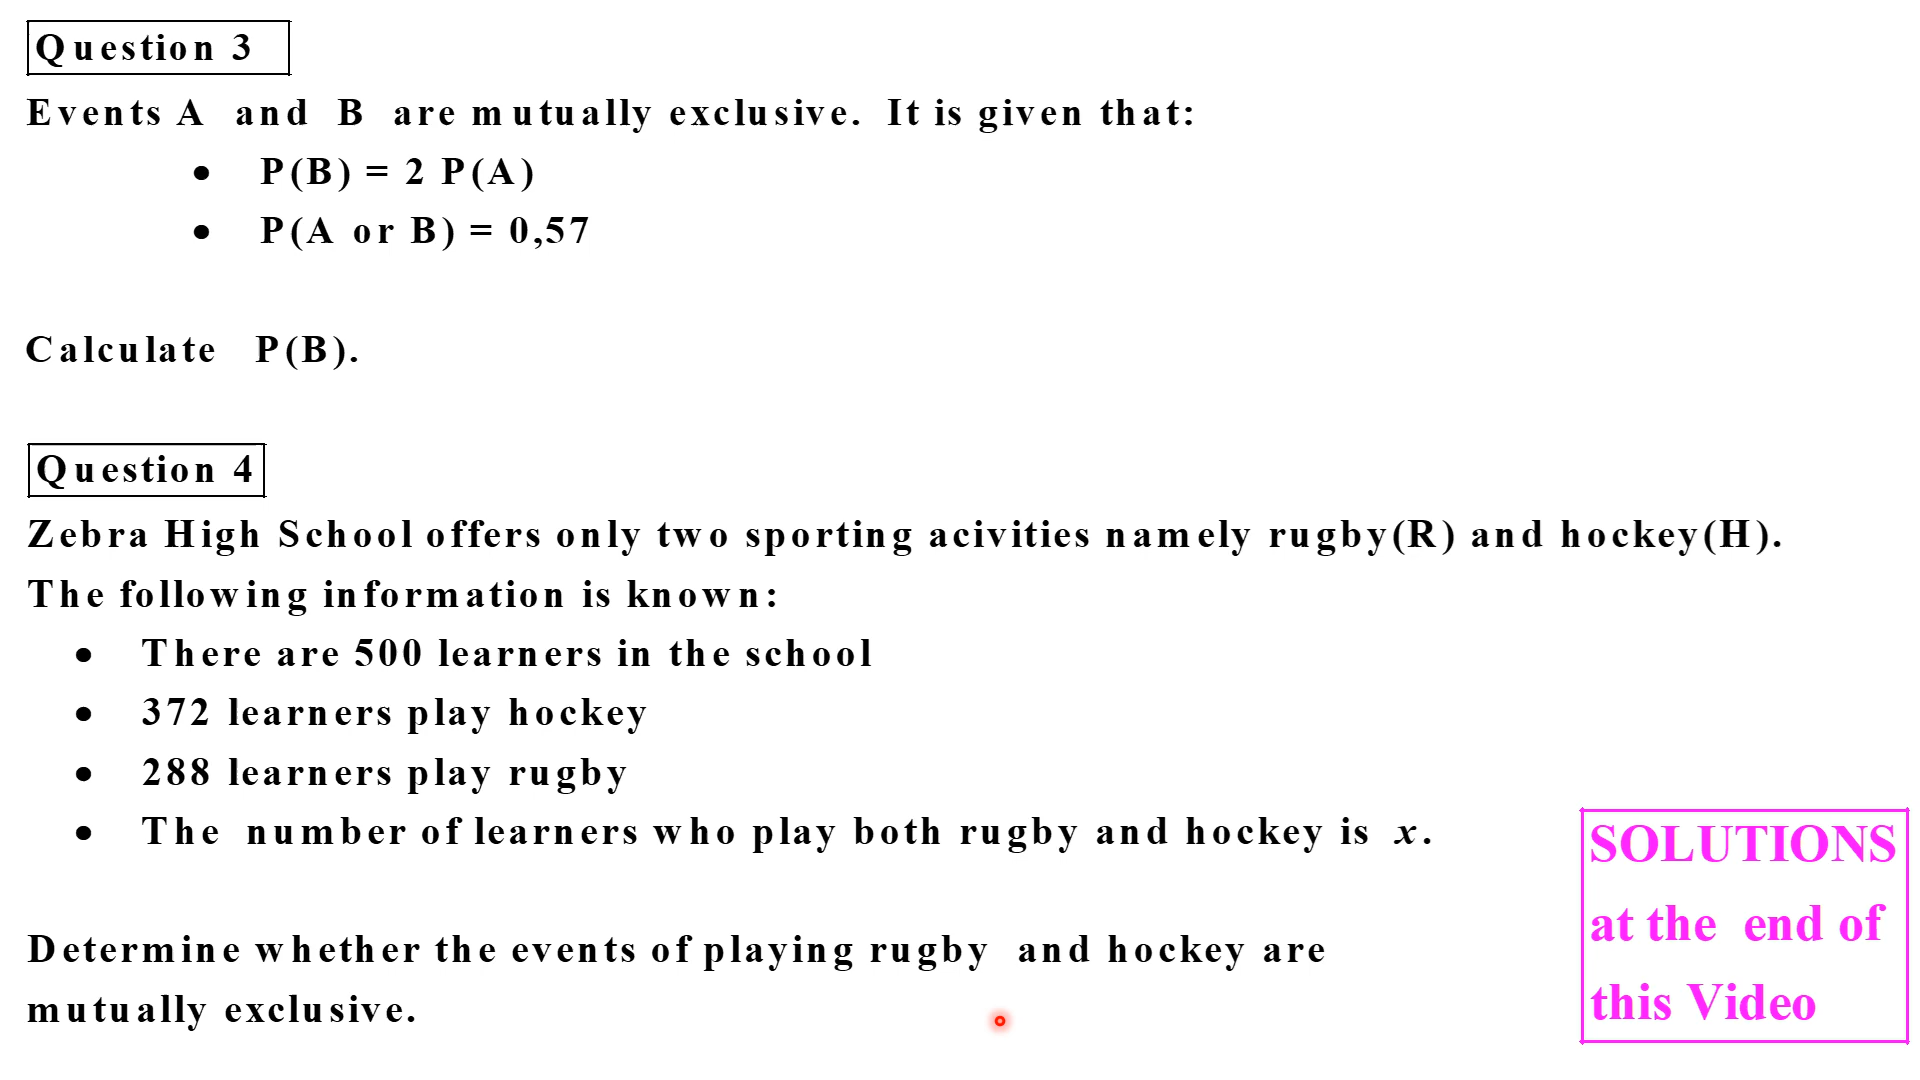 Question 3
Events A and B are mutually exclusive. It is given that:
• P(B) = 2 P(A)
• P(A or B) = 0,57
Calculate P(B).
Question 4
Zebra High School offers only two sporting acivities namely rugby(R) and hockey(H).
The following information is known:
• There are 500 learners in the school
• 372 learners play hockey
• 288 learners play rugby
• The number of learners who play both rugby and hockey is x.
Determine whether the events of playing rugby and hockey are
mutually exclusive.
SOLUTIONS
at the end of
this Video